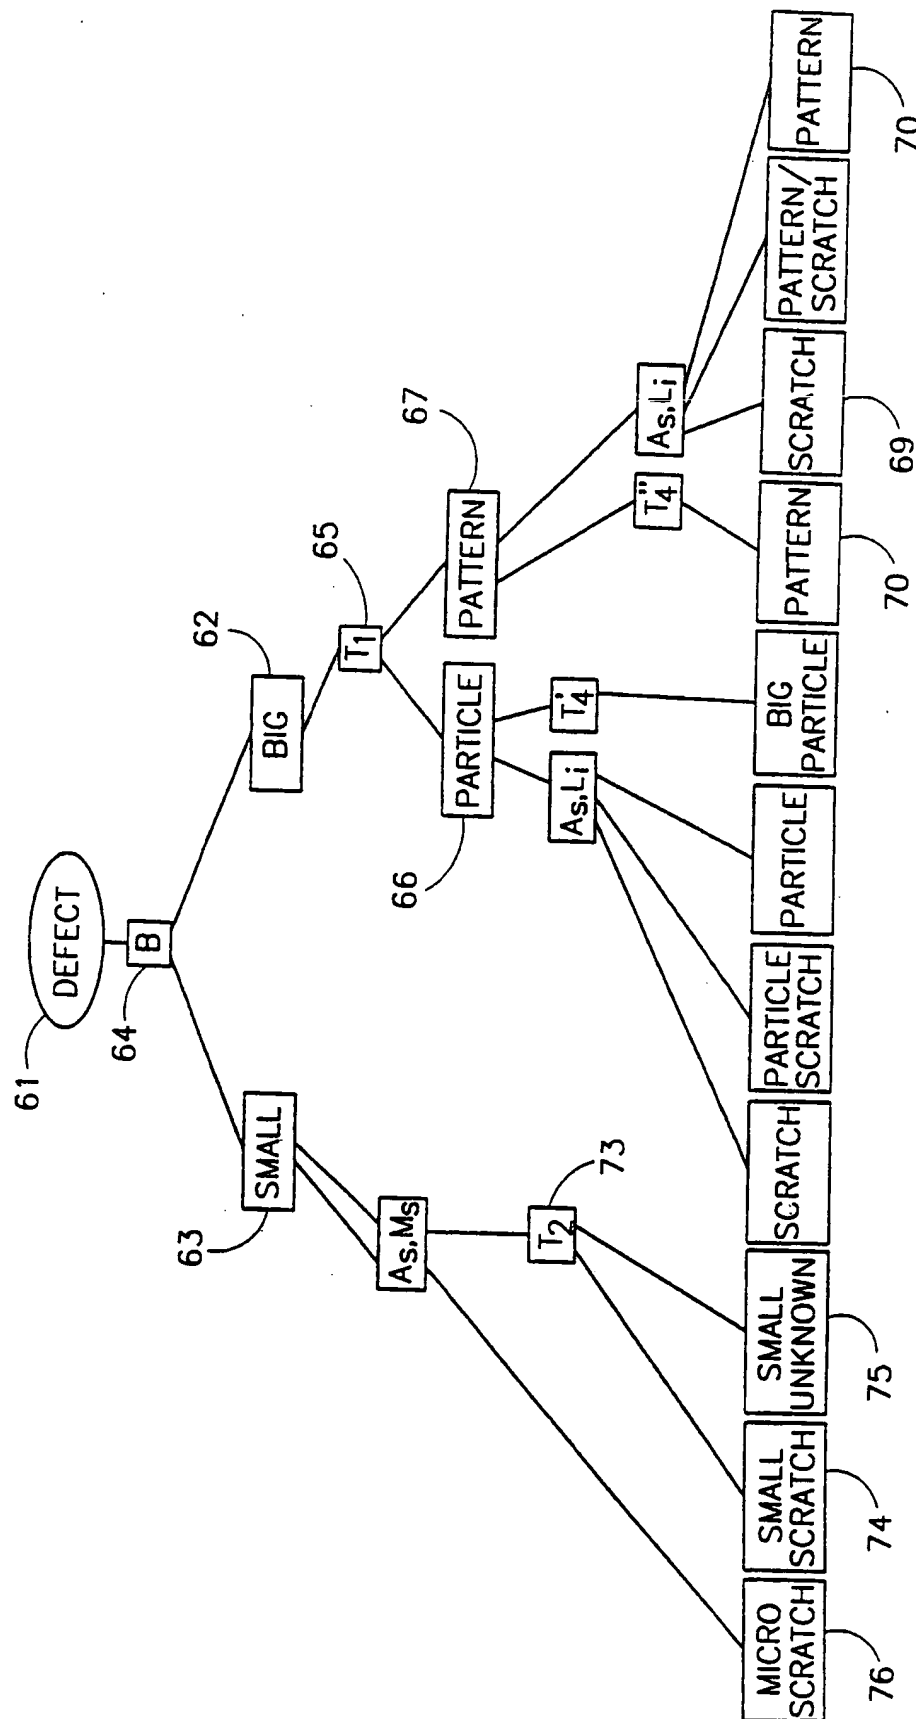 61
DEFECT
64
B
62
BIG
63
SMALL
65
T1
66
PARTICLE
67
PATTERN
As,Ms
73
T2
As,Li
T4'
T4''
As,Li
MICRO
SCRATCH
76
SMALL
SCRATCH
74
SMALL
UNKNOWN
75
SCRATCH
PARTICLE
SCRATCH
PARTICLE
BIG
PARTICLE
PATTERN
70
SCRATCH
69
PATTERN/
SCRATCH
PATTERN
70